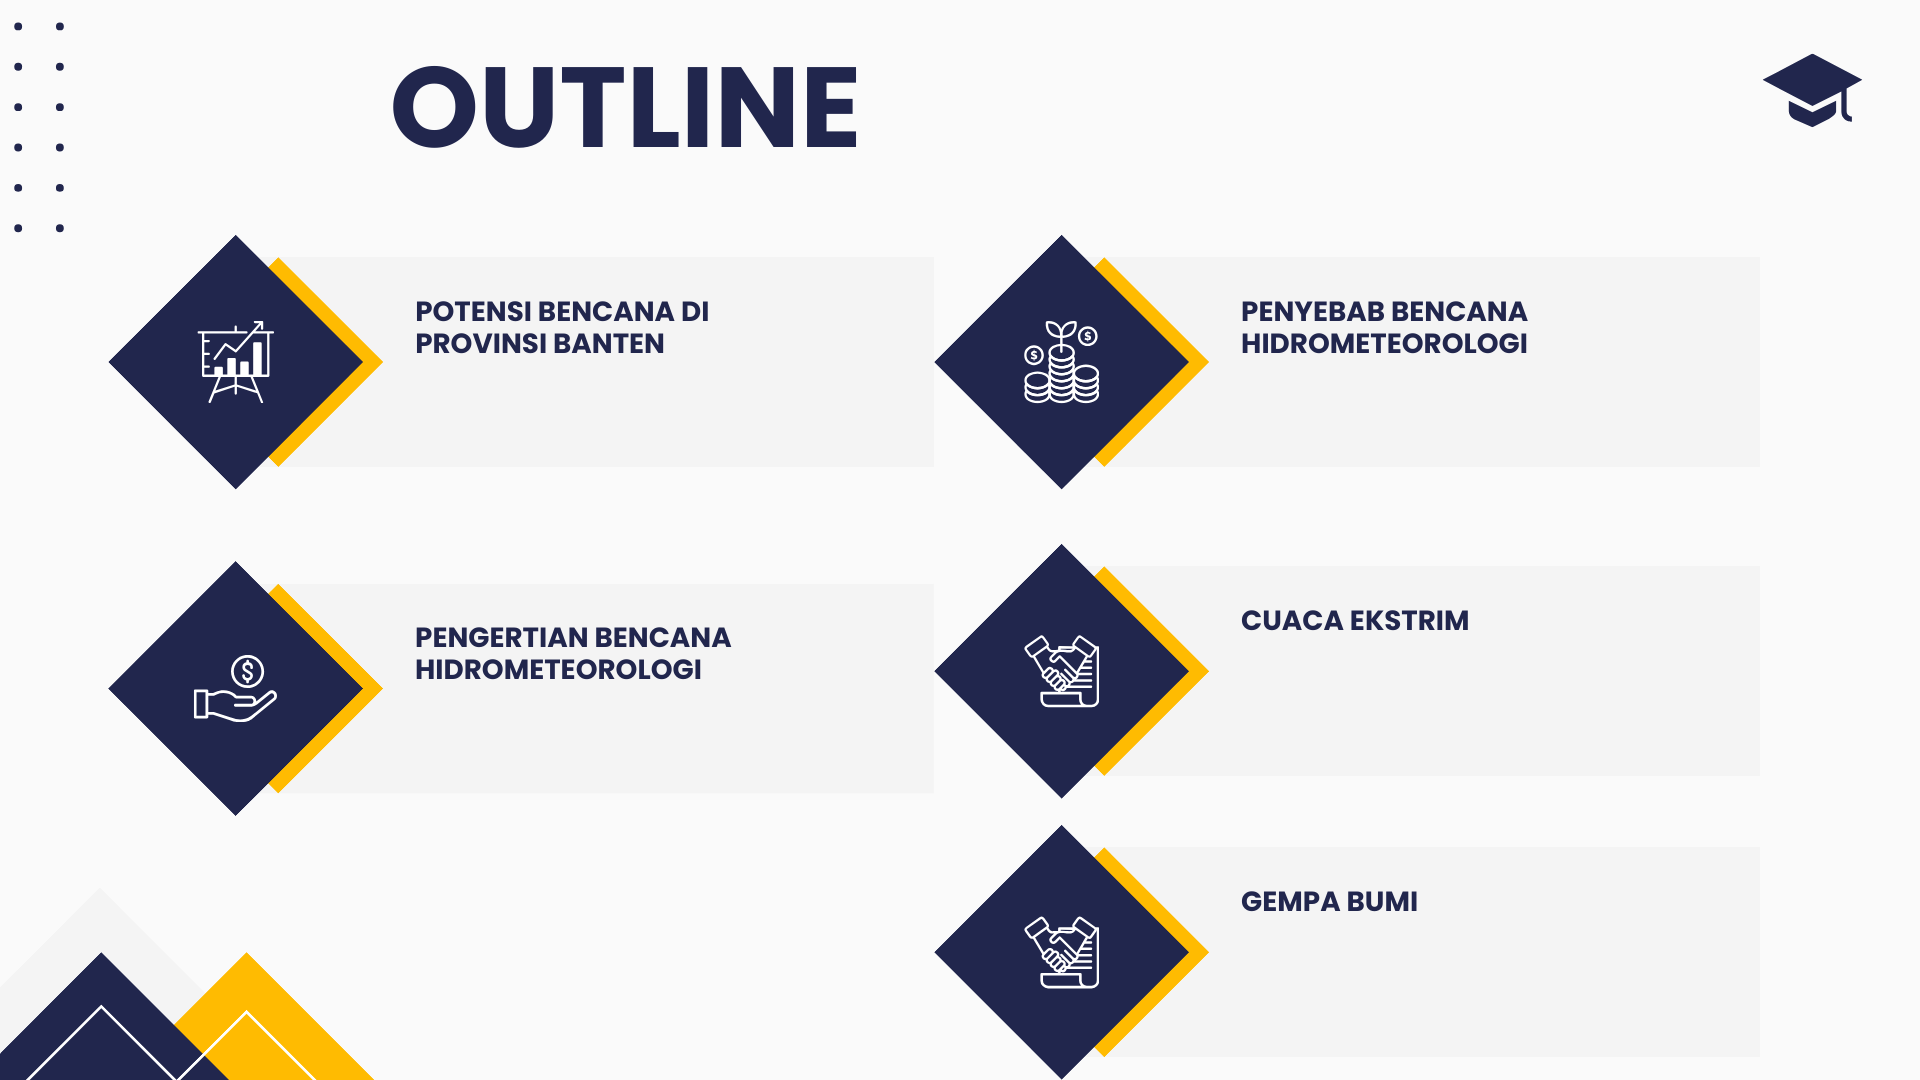 OUTLINE
POTENSI BENCANA DI
PROVINSI BANTEN
PENGERTIAN BENCANA
HIDROMETEOROLOGI
PENYEBAB BENCANA
HIDROMETEOROLOGI
CUACA EKSTRIM
GEMPA BUMI